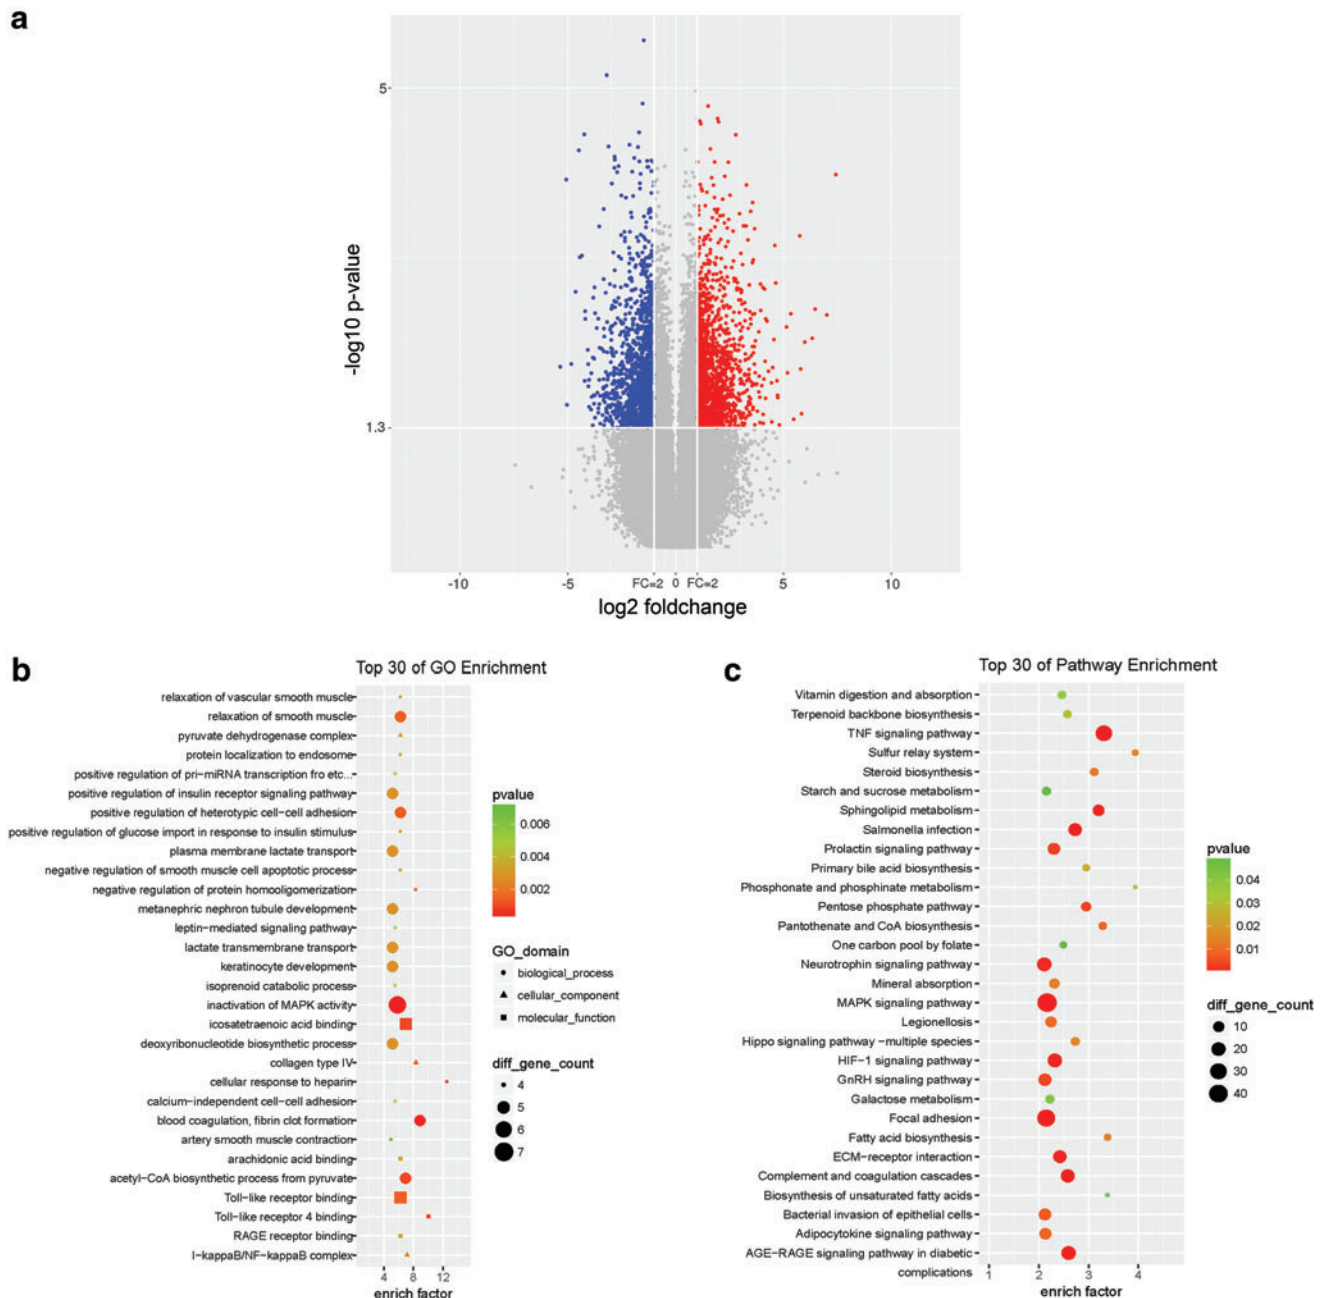 a
5
1.3
-log10 p-value
-10
-5
FC=2
0
FC=2
5
10
log2 foldchange
b
Top 30 of GO Enrichment
relaxation of vascular smooth muscle
relaxation of smooth muscle
pyruvate dehydrogenase complex
protein localization to endosome
positive regulation of pri-miRNA transcription fro etc...
positive regulation of insulin receptor signaling pathway
positive regulation of heterotypic cell-cell adhesion
positive regulation of glucose import in response to insulin stimulus
plasma membrane lactate transport
negative regulation of smooth muscle cell apoptotic process
negative regulation of protein homooligomerization
metanephric nephron tubule development
leptin-mediated signaling pathway
lactate transmembrane transport
keratinocyte development
isoprenoid catabolic process
inactivation of MAPK activity
icosatetraenoic acid binding
deoxyribonucleotide biosynthetic process
collagen type IV
cellular response to heparin
calcium-independent cell-cell adhesion
blood coagulation, fibrin clot formation
artery smooth muscle contraction
arachidonic acid binding
acetyl-CoA biosynthetic process from pyruvate
Toll-like receptor binding
Toll-like receptor 4 binding
RAGE receptor binding
I-kappaB/NF-kappaB complex
4
8
12
enrich factor
pvalue
0.006
0.004
0.002
GO_domain
biological_process
cellular_component
molecular_function
diff_gene_count
4
5
6
7
c
Top 30 of Pathway Enrichment
Vitamin digestion and absorption
Terpenoid backbone biosynthesis
TNF signaling pathway
Sulfur relay system
Steroid biosynthesis
Starch and sucrose metabolism
Sphingolipid metabolism
Salmonella infection
Prolactin signaling pathway
Primary bile acid biosynthesis
Phosphonate and phosphinate metabolism
Pentose phosphate pathway
Pantothenate and CoA biosynthesis
One carbon pool by folate
Neurotrophin signaling pathway
Mineral absorption
MAPK signaling pathway
Legionellosis
Hippo signaling pathway -multiple species
HIF-1 signaling pathway
GnRH signaling pathway
Galactose metabolism
Focal adhesion
Fatty acid biosynthesis
ECM-receptor interaction
Complement and coagulation cascades
Biosynthesis of unsaturated fatty acids
Bacterial invasion of epithelial cells
Adipocytokine signaling pathway
AGE-RAGE signaling pathway in diabetic
complications
1
2
3
4
enrich factor
pvalue
0.04
0.03
0.02
0.01
diff_gene_count
10
20
30
40